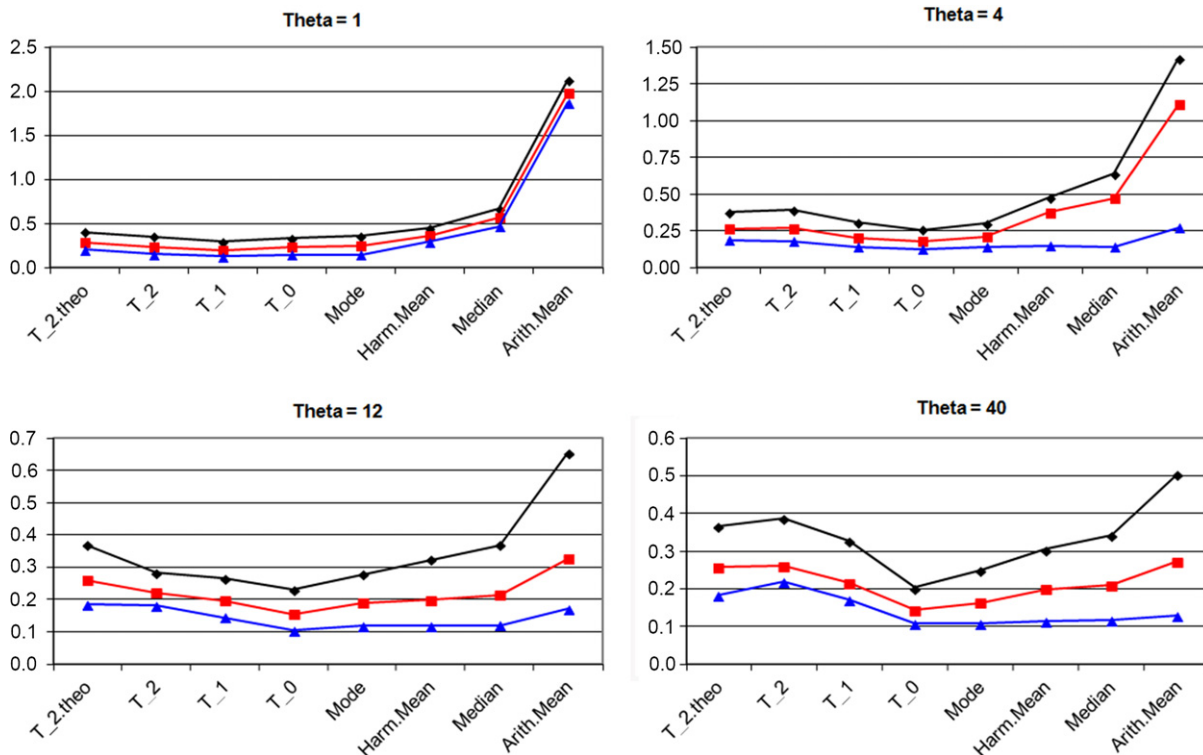 Theta = 1
2.5
2.0
1.5
1.0
0.5
0.0
T_2.theo
T_2
T_1
T_0
Mode
Harm.Mean
Median
Arith.Mean
Theta = 4
1.50
1.25
1.00
0.75
0.50
0.25
0.00
T_2.theo
T_2
T_1
T_0
Mode
Harm.Mean
Median
Arith.Mean
Theta = 12
0.7
0.6
0.5
0.4
0.3
0.2
0.1
0.0
T_2.theo
T_2
T_1
T_0
Mode
Harm.Mean
Median
Arith.Mean
Theta = 40
0.6
0.5
0.4
0.3
0.2
0.1
0.0
T_2.theo
T_2
T_1
T_0
Mode
Harm.Mean
Median
Arith.Mean